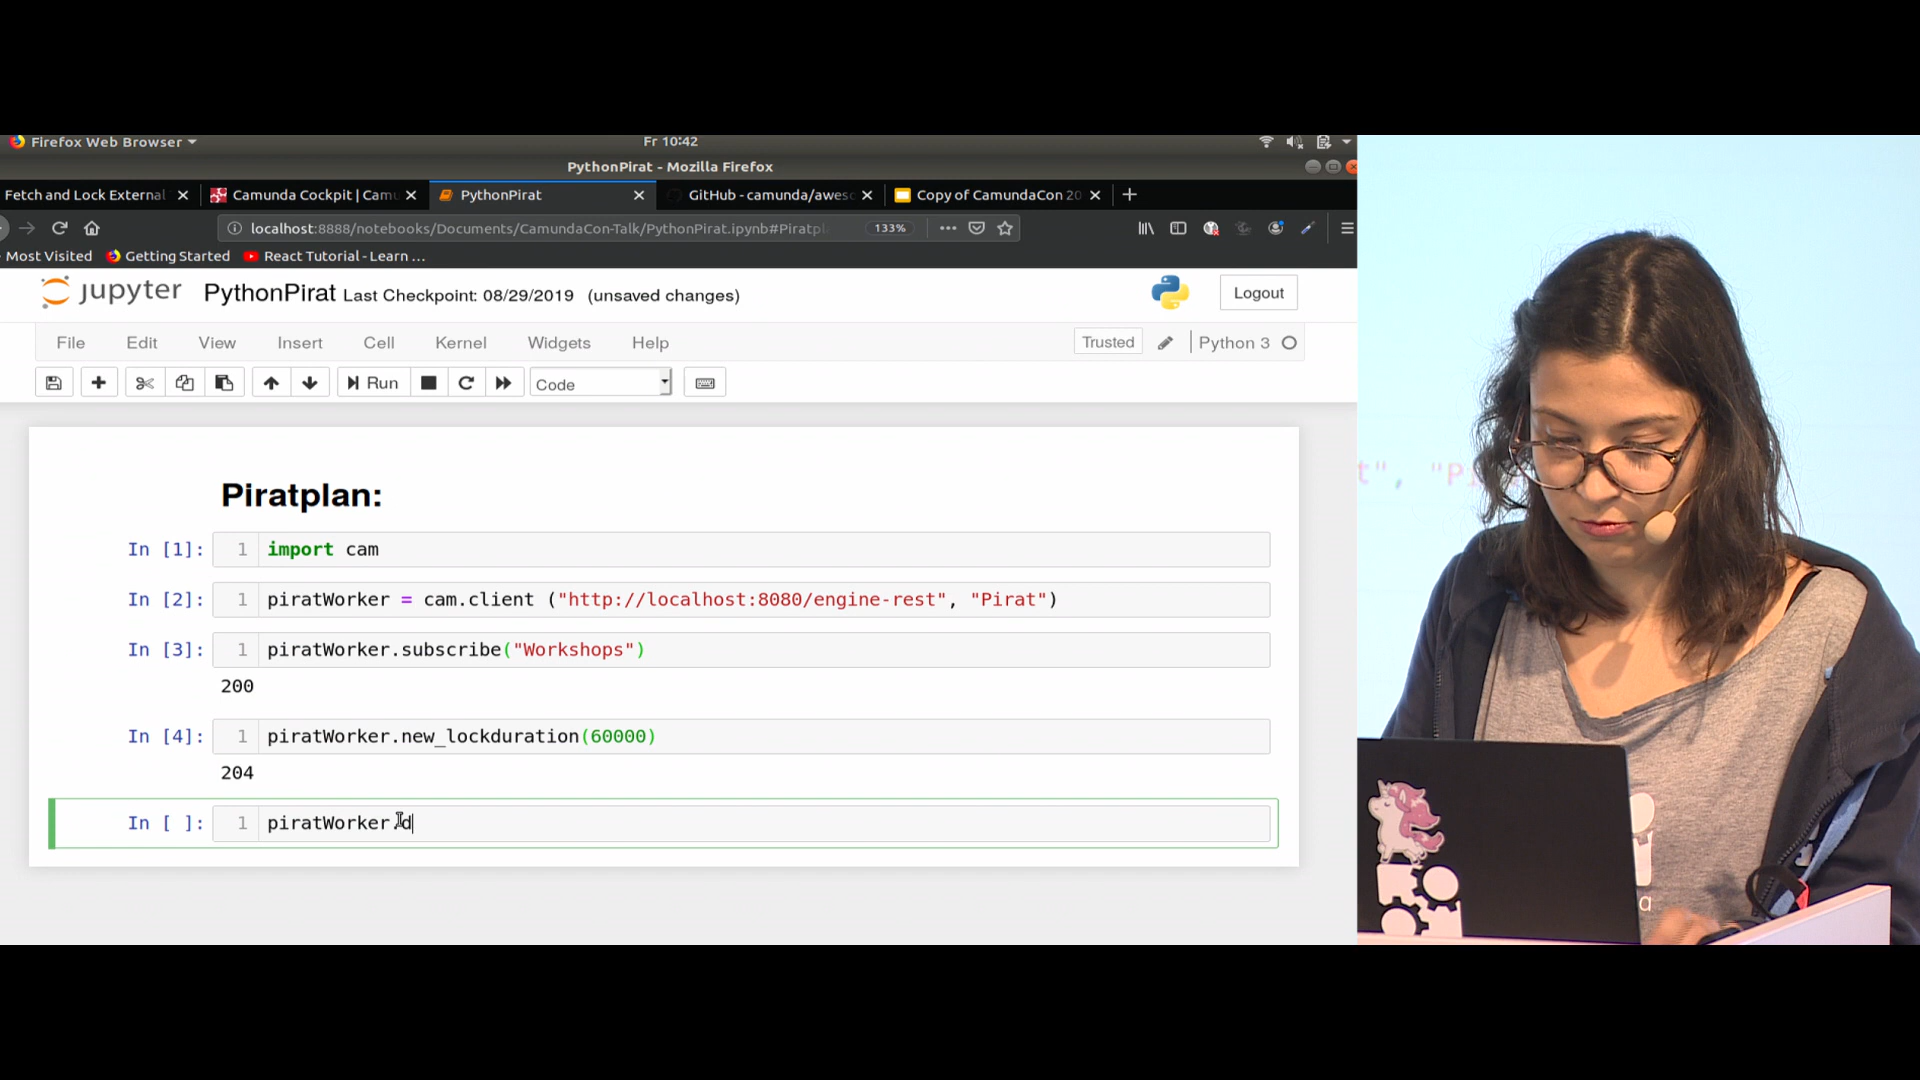 Firefox Web Browser
Fr 10:42
PythonPirat - Mozilla Firefox
Fetch and Lock External
Camunda Cockpit | Cam
PythonPirat
GitHub - camunda/awes
Copy of CamundaCon 20
localhost:8888/notebooks/Documents/CamundaCon-Talk/PythonPirat.ipynb#Piratpl
133%
Most Visited
Getting Started
React Tutorial - Learn ...
jupyter PythonPirat Last Checkpoint: 08/29/2019 (unsaved changes)
Logout
File Edit View Insert Cell Kernel Widgets Help
Trusted
Python 3
Run
Code
Piratplan:
In [1]: 1 import cam
In [2]: 1 piratWorker = cam.client ("http://localhost:8080/engine-rest", "Pirat")
In [3]: 1 piratWorker.subscribe("Workshops")
200
In [4]: 1 piratWorker.new_lockduration(60000)
204
In [ ]: 1 piratWorker.d
t", "Pi
a